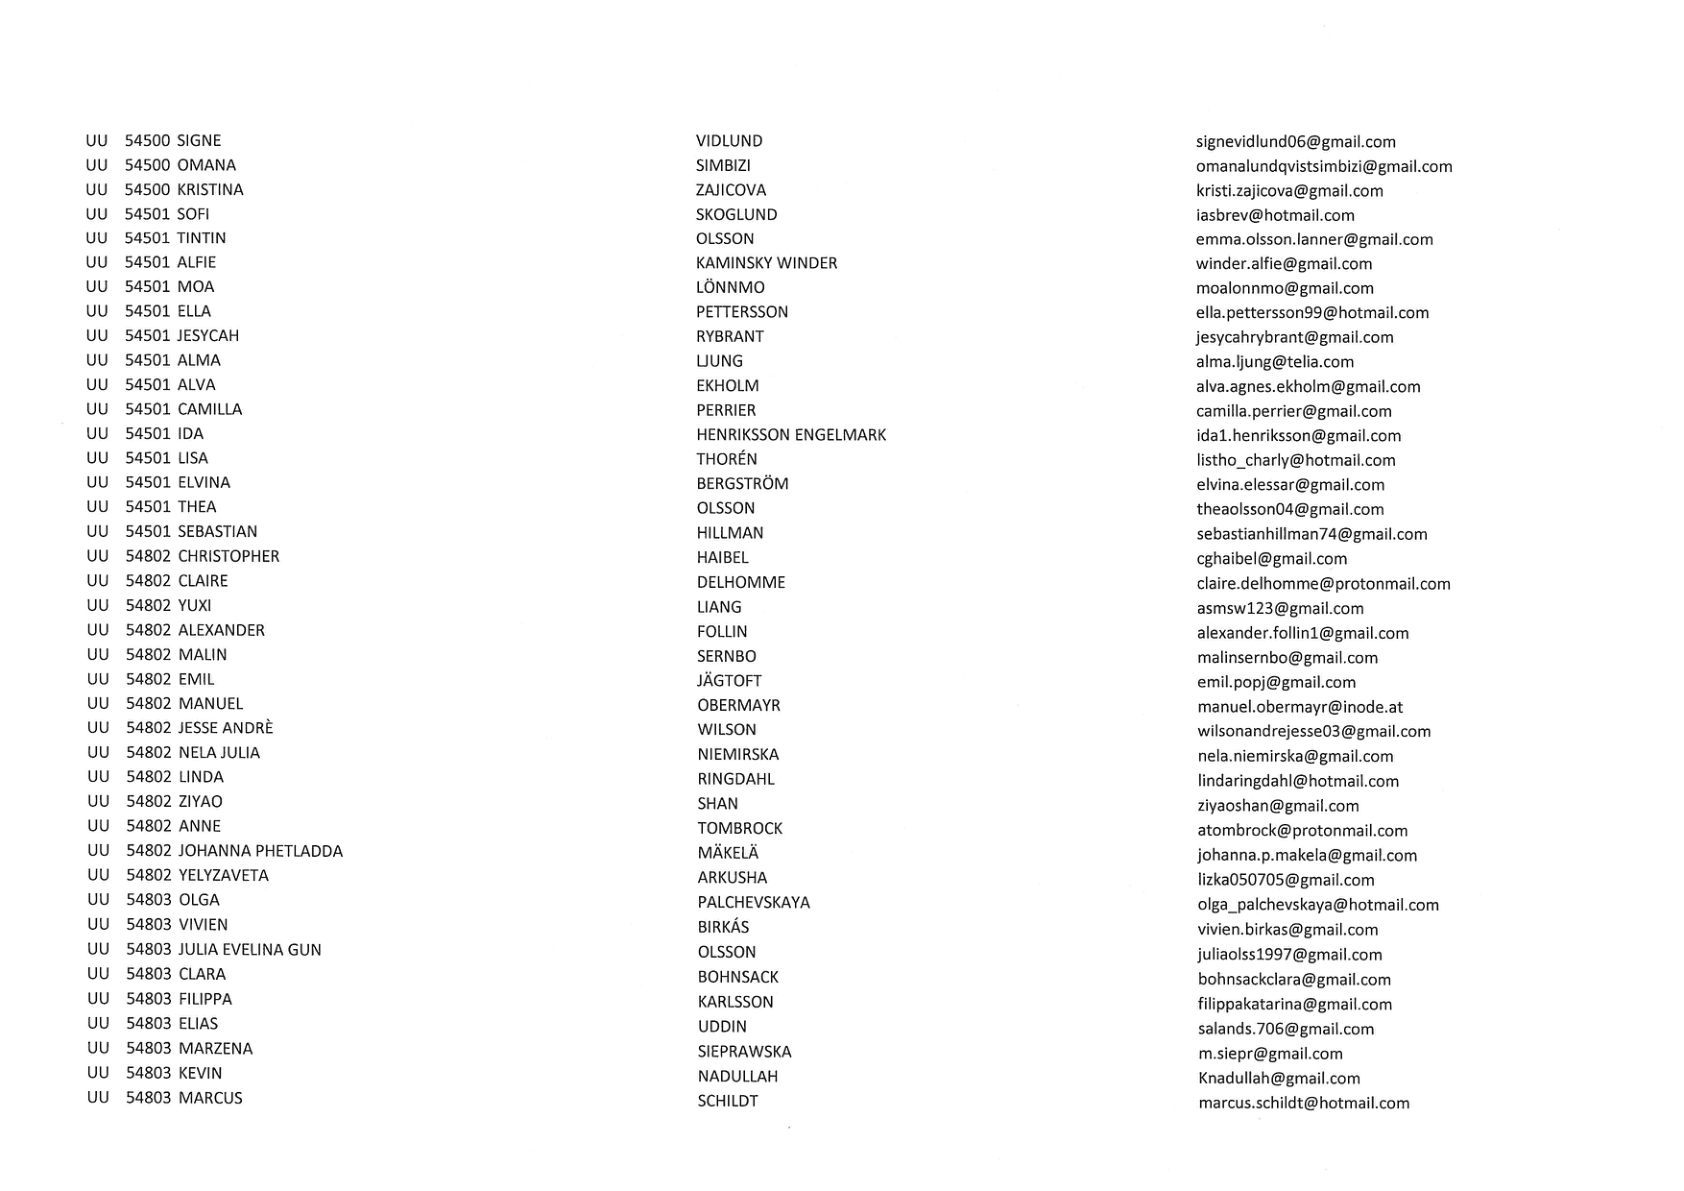 UU 54500 SIGNE VIDLUND signevidlund06@gmail.com
UU 54500 OMANA SIMBIZI omanalundqvistsimbizi@gmail.com
UU 54500 KRISTINA ZAJICOVA kristi.zajicova@gmail.com
UU 54501 SOFI SKOGLUND iasbrev@hotmail.com
UU 54501 TINTIN OLSSON emma.olsson.lanner@gmail.com
UU 54501 ALFIE KAMINSKY WINDER winder.alfie@gmail.com
UU 54501 MOA LÖNNMO moalonnmo@gmail.com
UU 54501 ELLA PETTERSSON ella.pettersson99@hotmail.com
UU 54501 JESYCAH RYBRANT jesycahrybrant@gmail.com
UU 54501 ALMA LJUNG alma.ljung@telia.com
UU 54501 ALVA EKHOLM alva.agnes.ekholm@gmail.com
UU 54501 CAMILLA PERRIER camilla.perrier@gmail.com
UU 54501 IDA HENRIKSSON ENGELMARK ida1.henriksson@gmail.com
UU 54501 LISA THORÉN listho_charly@hotmail.com
UU 54501 ELVINA BERGSTRÖM elvina.elessar@gmail.com
UU 54501 THEA OLSSON theaolsson04@gmail.com
UU 54501 SEBASTIAN HILLMAN sebastianhillman74@gmail.com
UU 54802 CHRISTOPHER HAIBEL cghaibel@gmail.com
UU 54802 CLAIRE DELHOMME claire.delhomme@protonmail.com
UU 54802 YUXI LIANG asmsw123@gmail.com
UU 54802 ALEXANDER FOLLIN alexander.follin1@gmail.com
UU 54802 MALIN SERNBO malinsernbo@gmail.com
UU 54802 EMIL JÄGTOFT emil.popj@gmail.com
UU 54802 MANUEL OBERMAYR manuel.obermayr@inode.at
UU 54802 JESSE ANDRÈ WILSON wilsonandrejesse03@gmail.com
UU 54802 NELA JULIA NIEMIRSKA nela.niemirska@gmail.com
UU 54802 LINDA RINGDAHL lindaringdahl@hotmail.com
UU 54802 ZIYAO SHAN ziyaoshan@gmail.com
UU 54802 ANNE TOMBROCK atombrock@protonmail.com
UU 54802 JOHANNA PHETLADDA MÄKELÄ johanna.p.makela@gmail.com
UU 54802 YELYZAVETA ARKUSHA lizka050705@gmail.com
UU 54803 OLGA PALCHEVSKAYA olga_palchevskaya@hotmail.com
UU 54803 VIVIEN BIRKÁS vivien.birkas@gmail.com
UU 54803 JULIA EVELINA GUN OLSSON juliaolss1997@gmail.com
UU 54803 CLARA BOHNSACK bohnsackclara@gmail.com
UU 54803 FILIPPA KARLSSON filippakatarina@gmail.com
UU 54803 ELIAS UDDIN salands.706@gmail.com
UU 54803 MARZENA SIEPRAWSKA m.siepr@gmail.com
UU 54803 KEVIN NADULLAH Knadullah@gmail.com
UU 54803 MARCUS SCHILDT marcus.schildt@hotmail.com